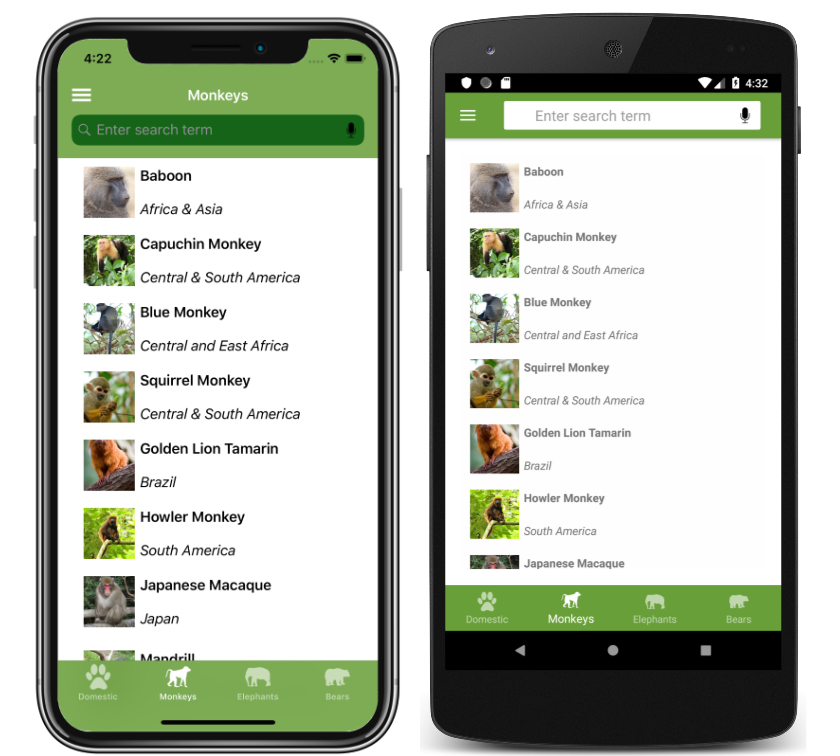 4:22
Monkeys
Enter search term
Baboon
Africa & Asia
Capuchin Monkey
Central & South America
Blue Monkey
Central and East Africa
Squirrel Monkey
Central & South America
Golden Lion Tamarin
Brazil
Howler Monkey
South America
Japanese Macaque
Japan
Mandrill
Domestic Monkeys Elephants Bears
4:32
Enter search term
Baboon
Africa & Asia
Capuchin Monkey
Central & South America
Blue Monkey
Central and East Africa
Squirrel Monkey
Central & South America
Golden Lion Tamarin
Brazil
Howler Monkey
South America
Japanese Macaque
Domestic Monkeys Elephants Bears